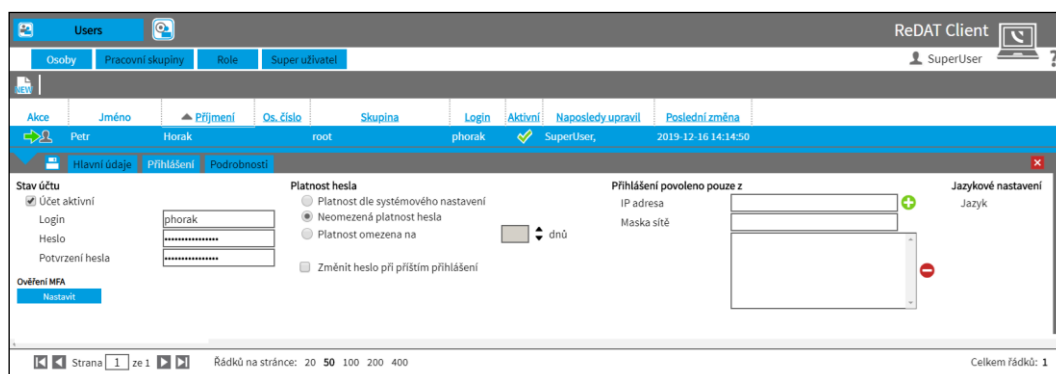 Users
ReDAT Client
Osoby Pracovní skupiny Role Super uživatel
SuperUser ?
NEW
Akce Jméno Příjmení Os. číslo Skupina Login Aktivní Naposledy upravil Poslední změna
Petr Horak root phorak SuperUser, 2019-12-16 14:14:50
Hlavní údaje Přihlášení Podrobnosti
Stav účtu Platnost hesla Přihlášení povoleno pouze z Jazykové nastavení
Účet aktivní Platnost dle systémového nastavení IP adresa Jazyk
Login phorak Neomezená platnost hesla Maska sítě
Heslo •••••••••••••••• Platnost omezena na dnů
Potvrzení hesla •••••••••••••••• Změnit heslo při příštím přihlášení
Ověření MFA
Nastavit
Strana 1 ze 1 Řádků na stránce: 20 50 100 200 400 Celkem řádků: 1